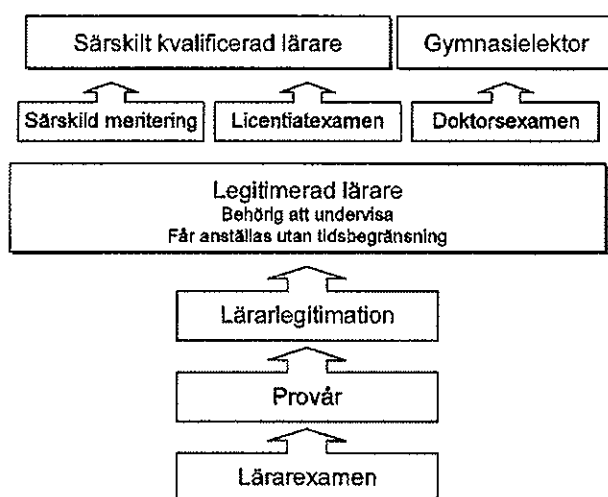 Särskilt kvalificerad lärare
Gymnasielektor
Särskild meritering
Licentiatexamen
Doktorsexamen
Legitimerad lärare
Behörig att undervisa
Får anställas utan tidsbegränsning
Lärarlegitimation
Provår
Lärarexamen